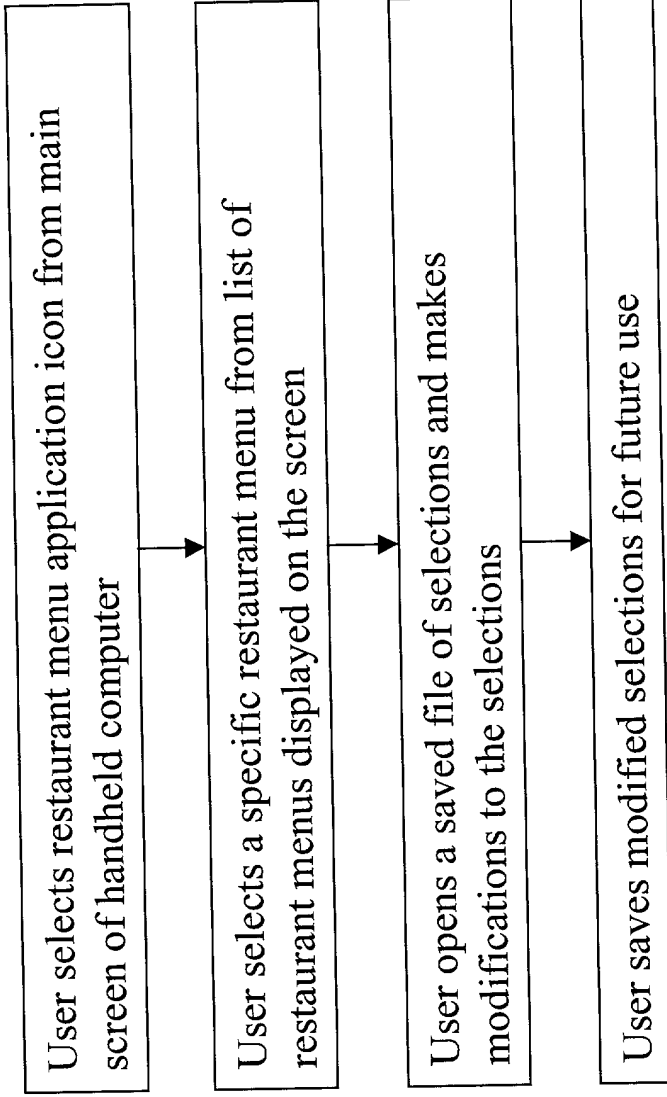 User selects restaurant menu application icon from main
screen of handheld computer
User selects a specific restaurant menu from list of
restaurant menus displayed on the screen
User opens a saved file of selections and makes
modifications to the selections
User saves modified selections for future use